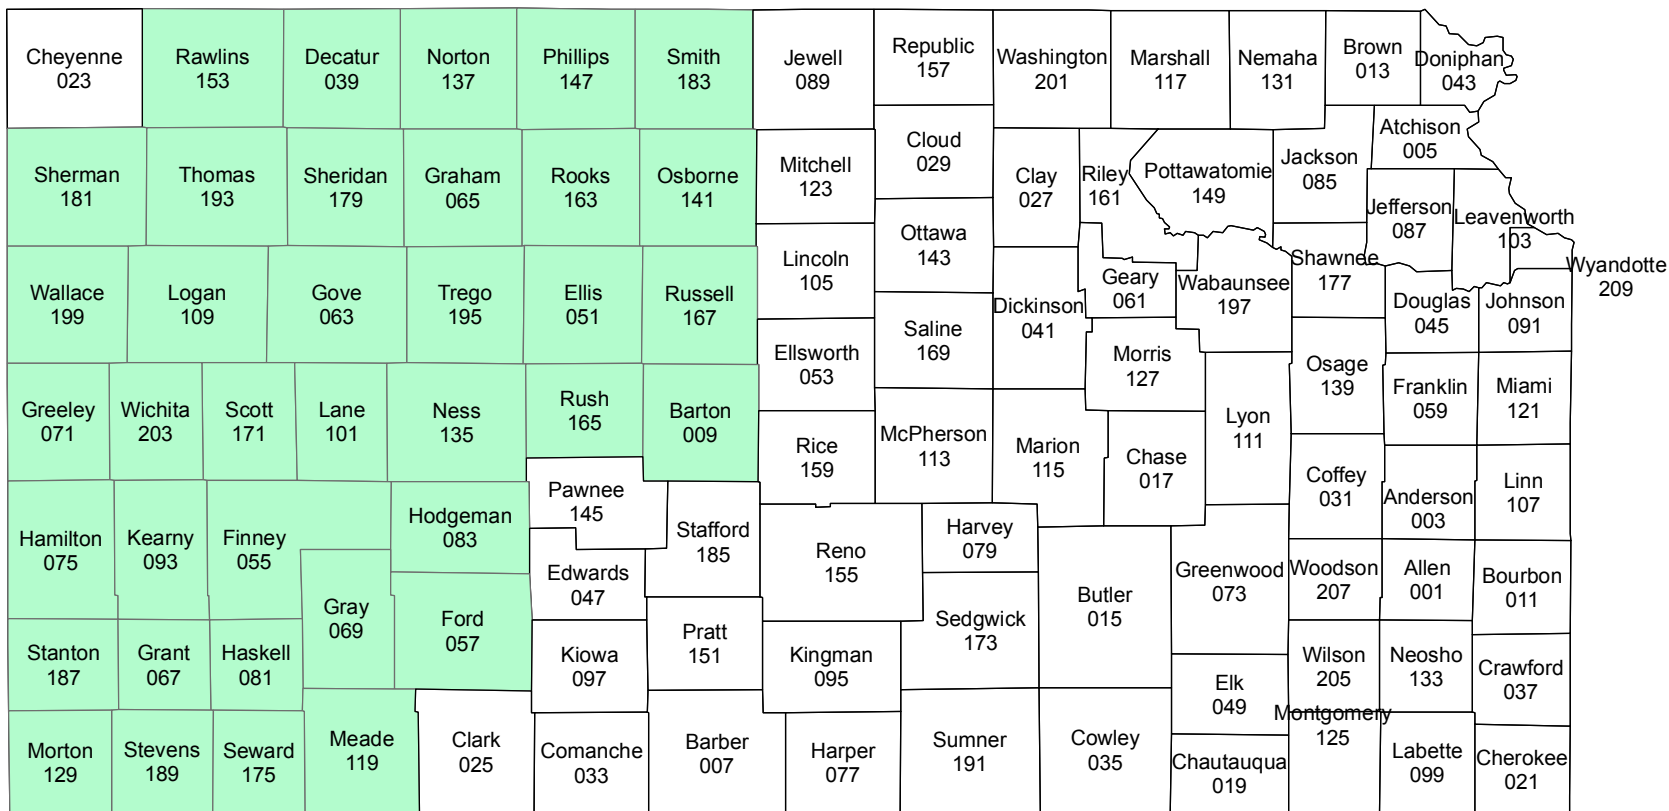 Cheyenne
023
Rawlins
153
Decatur
039
Norton
137
Phillips
147
Smith
183
Jewell
089
Republic
157
Washington
201
Marshall
117
Nemaha
131
Brown
013
Doniphan
043
Sherman
181
Thomas
193
Sheridan
179
Graham
065
Rooks
163
Osborne
141
Mitchell
123
Cloud
029
Clay
027
Riley
161
Pottawatomie
149
Jackson
085
Atchison
005
Jefferson
087
Leavenworth
103
Wyandotte
209
Wallace
199
Logan
109
Gove
063
Trego
195
Ellis
051
Russell
167
Lincoln
105
Ottawa
143
Dickinson
041
Geary
061
Wabaunsee
197
Shawnee
177
Douglas
045
Johnson
091
Ellsworth
053
Saline
169
Morris
127
Osage
139
Franklin
059
Miami
121
Greeley
071
Wichita
203
Scott
171
Lane
101
Ness
135
Rush
165
Barton
009
Rice
159
McPherson
113
Marion
115
Chase
017
Lyon
111
Coffey
031
Anderson
003
Linn
107
Hamilton
075
Kearny
093
Finney
055
Hodgeman
083
Pawnee
145
Stafford
185
Edwards
047
Reno
155
Harvey
079
Sedgwick
173
Butler
015
Greenwood
073
Woodson
207
Allen
001
Bourbon
011
Gray
069
Ford
057
Stanton
187
Grant
067
Haskell
081
Kiowa
097
Pratt
151
Kingman
095
Elk
049
Wilson
205
Neosho
133
Crawford
037
Morton
129
Stevens
189
Seward
175
Meade
119
Clark
025
Comanche
033
Barber
007
Harper
077
Sumner
191
Cowley
035
Chautauqua
019
Montgomery
125
Labette
099
Cherokee
021